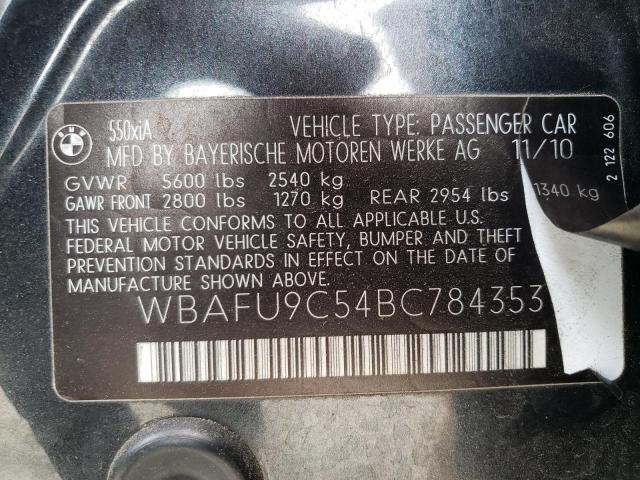 BMW 550xiA VEHICLE TYPE: PASSENGER CAR
MFD BY BAYERISCHE MOTOREN WERKE AG 11/10
GVWR 5600 lbs 2540 kg
GAWR FRONT 2800 lbs 1270 kg REAR 2954 lbs 1340 kg
THIS VEHICLE CONFORMS TO ALL APPLICABLE U.S.
FEDERAL MOTOR VEHICLE SAFETY, BUMPER AND THEFT
PREVENTION STANDARDS IN EFFECT ON THE DATE OF
MANUFACTURE SHOWN ABOVE.
WBAFU9C54BC784353
2 122 606